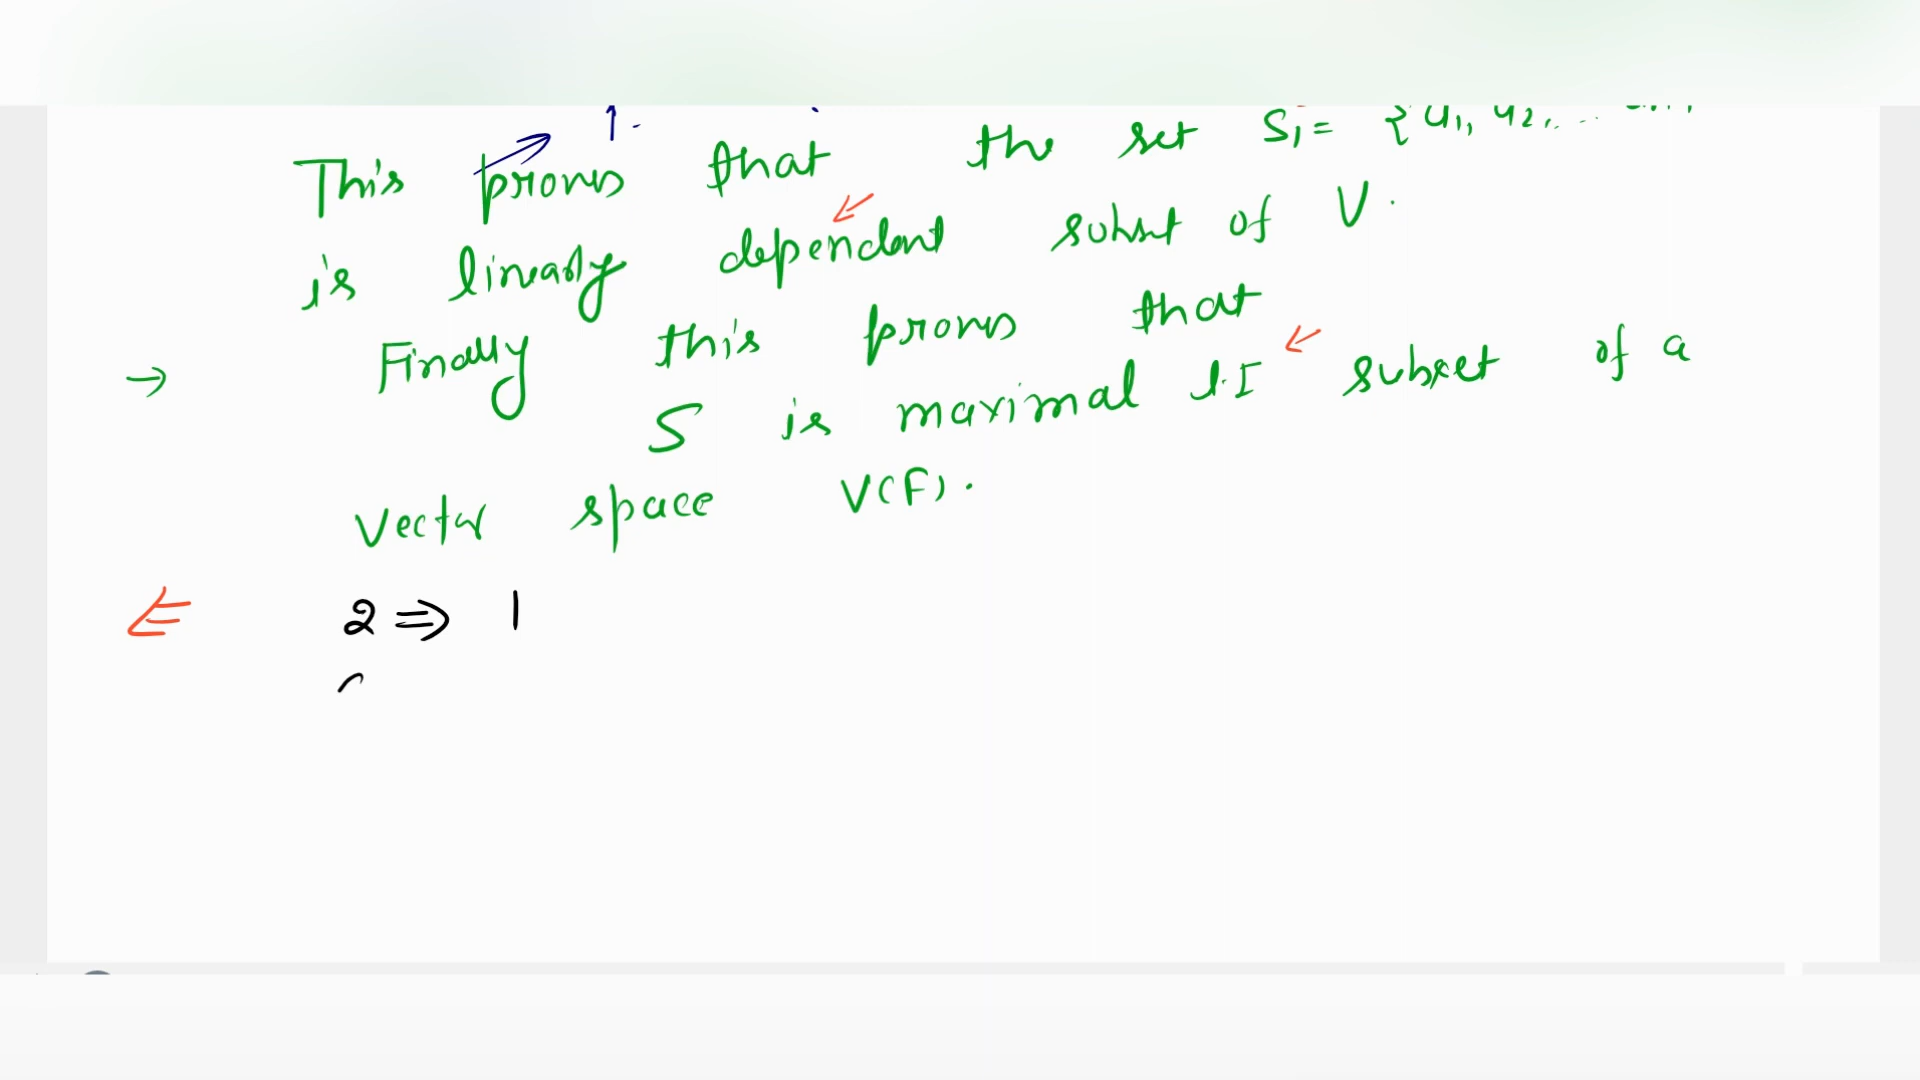 This proves that the set S₁ = {u₁, u₂, ...
is linearly dependent subset of V.
→ Finally this proves that
S is maximal L.I subset of a
vector space V(F).
2 ⇒ 1